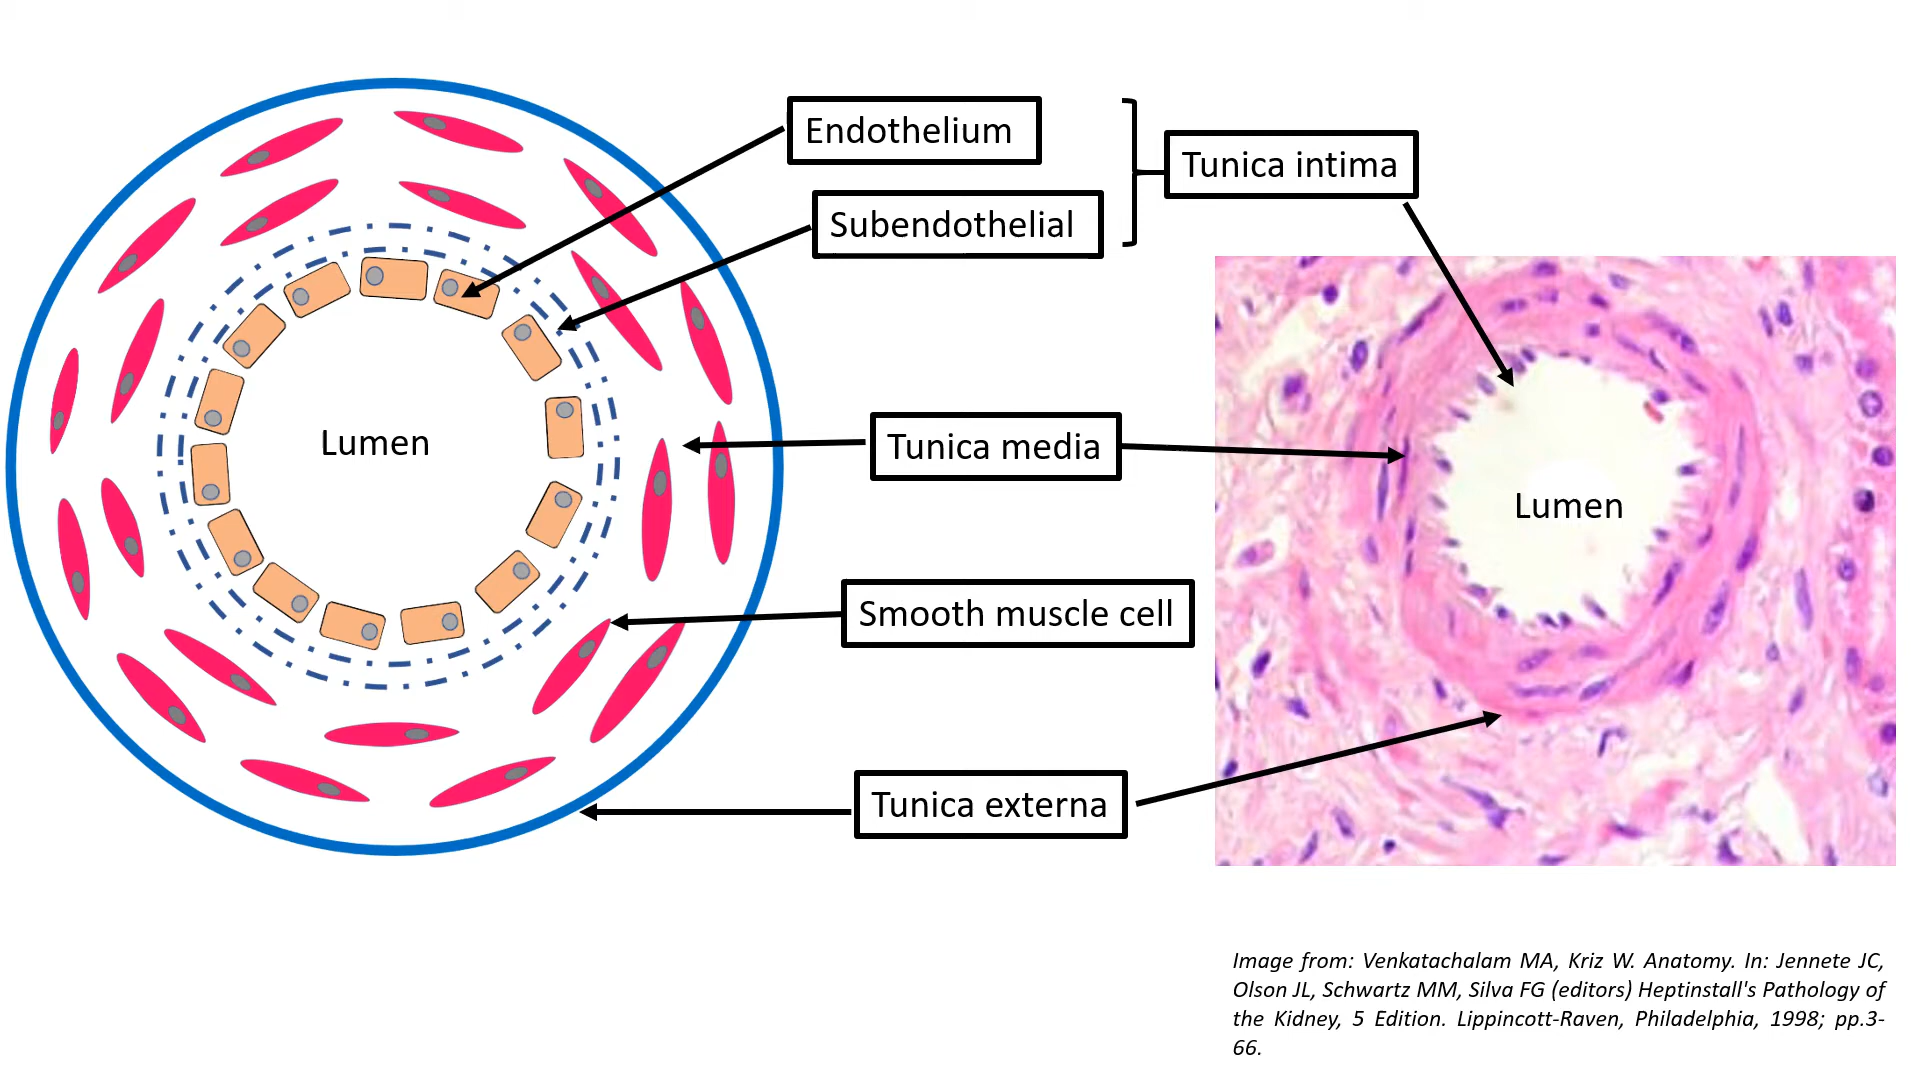 Endothelium
Subendothelial
Tunica intima
Lumen
Tunica media
Lumen
Smooth muscle cell
Tunica externa
Image from: Venkatachalam MA, Kriz W. Anatomy. In: Jennete JC,
Olson JL, Schwartz MM, Silva FG (editors) Heptinstall's Pathology of
the Kidney, 5 Edition. Lippincott-Raven, Philadelphia, 1998; pp.3-
66.